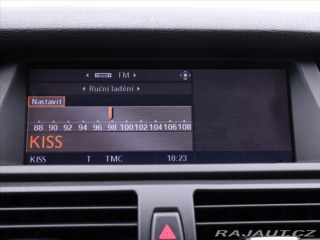 FM
Ruční ladění
Nastavit
88 90 92 94 96 98 100 102 104 106 108
KISS
KISS T TMC 18:23
RAJAUT.CZ